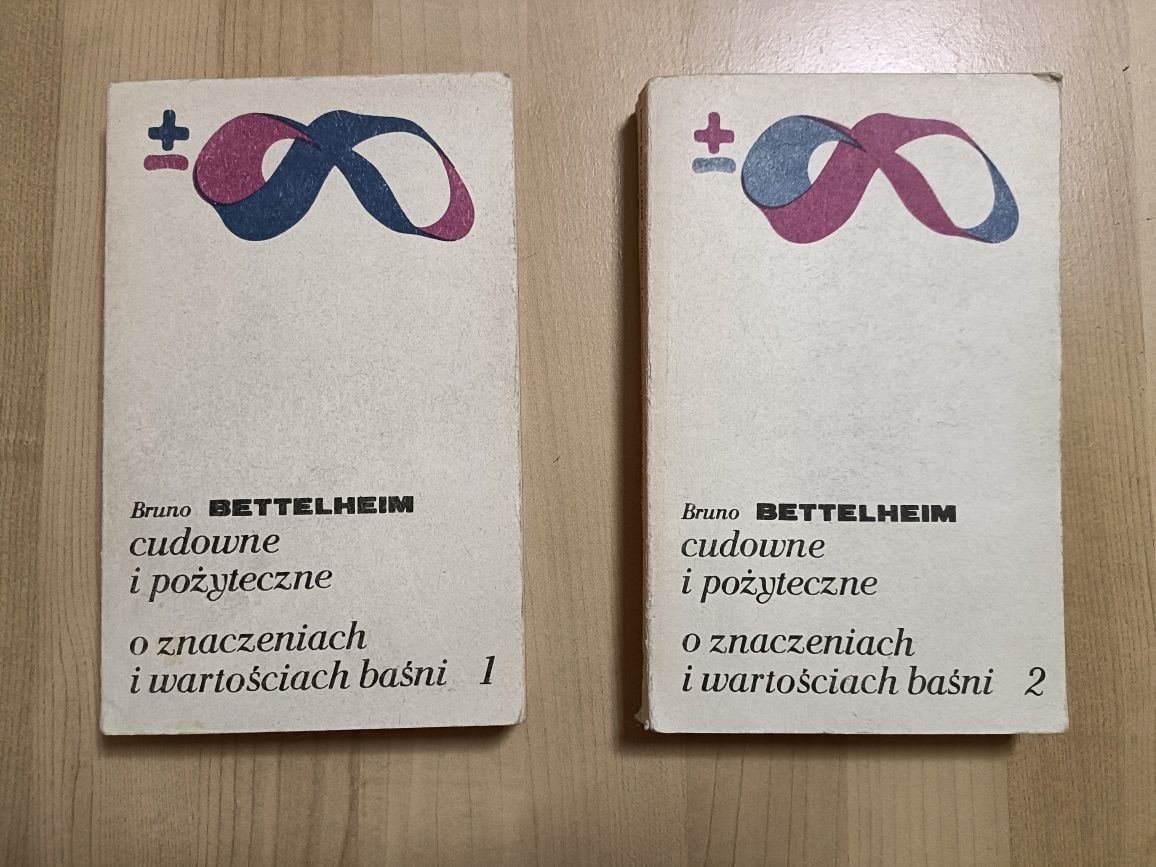 ±
Bruno BETTELHEIM
cudowne
i pożyteczne
o znaczeniach
i wartościach baśni 1
±
Bruno BETTELHEIM
cudowne
i pożyteczne
o znaczeniach
i wartościach baśni 2